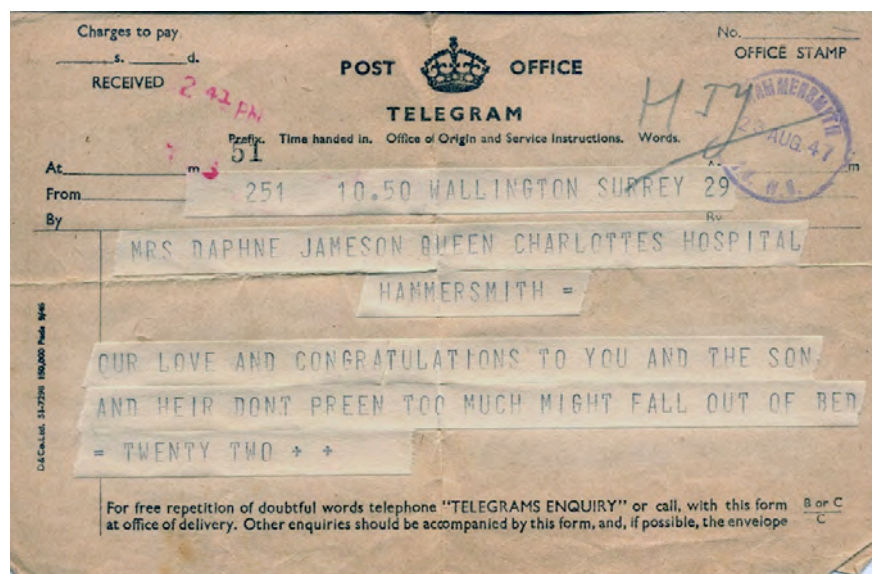 Charges to pay
s. d.
RECEIVED
No.
OFFICE STAMP
POST OFFICE
TELEGRAM
2 42 PM
Prefix. Time handed in. Office of Origin and Service Instructions. Words.
51
HAMMERSMITH
23 AUG. 47
At m
m
From
By
251 10.50 WALLINGTON SURREY 29
MRS DAPHNE JAMESON QUEEN CHARLOTTES HOSPITAL
HAMMERSMITH =
OUR LOVE AND CONGRATULATIONS TO YOU AND THE SON
AND HEIR DONT PREEN TOO MUCH MIGHT FALL OUT OF BED
= TWENTY TWO + +
For free repetition of doubtful words telephone "TELEGRAMS ENQUIRY" or call, with this form
at office of delivery. Other enquiries should be accompanied by this form, and, if possible, the envelope
B or C
C